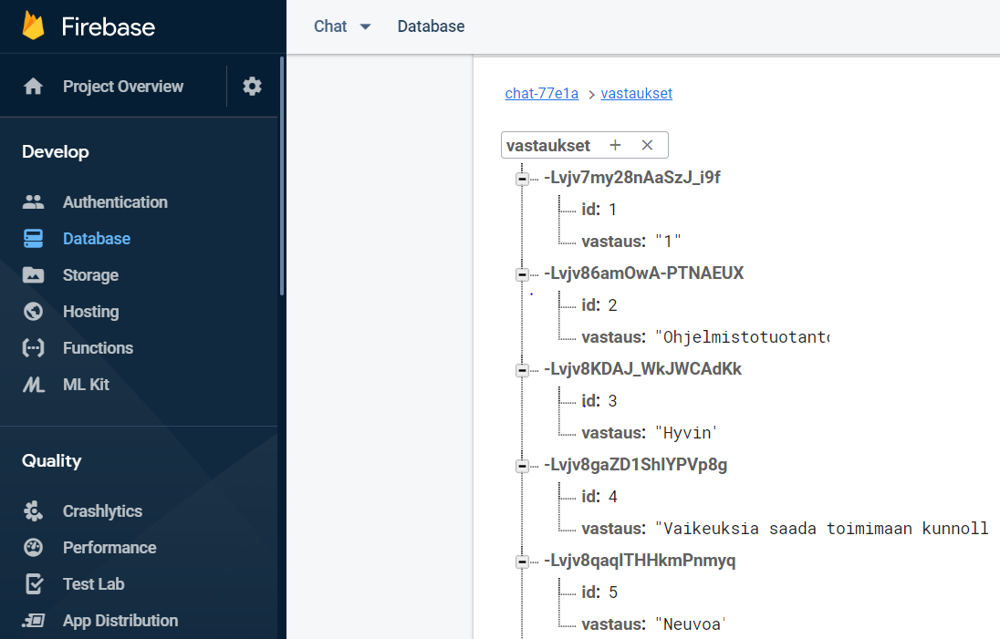 Firebase
Chat
Database
Project Overview
Develop
Authentication
Database
Storage
Hosting
Functions
ML Kit
Quality
Crashlytics
Performance
Test Lab
App Distribution
chat-77e1a > vastaukset
vastaukset + ×
-Lvjv7my28nAaSzJ_i9f
id: 1
vastaus: "1"
-Lvjv86amOwA-PTNAEUX
id: 2
vastaus: "Ohjelmistotuotanto
-Lvjv8KDAJ_WkJWCAdKk
id: 3
vastaus: "Hyvin'
-Lvjv8gaZD1ShIYPVp8g
id: 4
vastaus: "Vaikeuksia saada toimimaan kunnoll
-Lvjv8qaqITHHkmPnmyq
id: 5
vastaus: "Neuvoa'